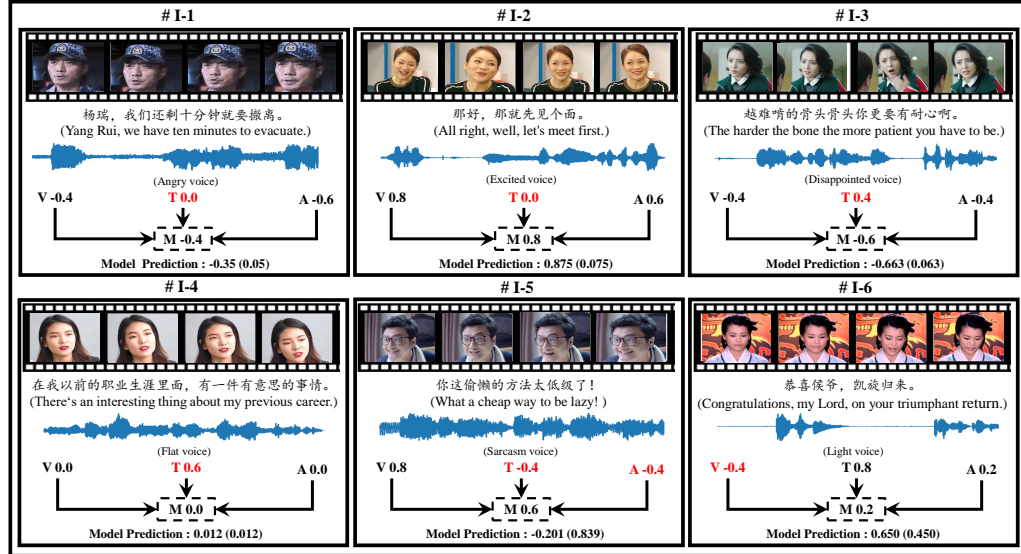 # I-1
杨瑞，我们还剩十分钟就要撤离。
(Yang Rui, we have ten minutes to evacuate.)
(Angry voice)
V -0.4 T 0.0 A -0.6
M -0.4
Model Prediction : -0.35 (0.05)
# I-2
那好，那就先见个面。
(All right, well, let's meet first.)
(Excited voice)
V 0.8 T 0.0 A 0.6
M 0.8
Model Prediction : 0.875 (0.075)
# I-3
越难啃的骨头骨头你更要有耐心啊。
(The harder the bone the more patient you have to be.)
(Disappointed voice)
V -0.4 T 0.4 A -0.4
M -0.6
Model Prediction : -0.663 (0.063)
# I-4
在我以前的职业生涯里面，有一件有意思的事情。
(There‘s an interesting thing about my previous career.)
(Flat voice)
V 0.0 T 0.6 A 0.0
M 0.0
Model Prediction : 0.012 (0.012)
# I-5
你这偷懒的方法太低级了！
(What a cheap way to be lazy! )
(Sarcasm voice)
V 0.8 T -0.4 A -0.4
M 0.6
Model Prediction : -0.201 (0.839)
# I-6
恭喜侯爷，凯旋归来。
(Congratulations, my Lord, on your triumphant return.)
(Light voice)
V -0.4 T 0.8 A 0.2
M 0.2
Model Prediction : 0.650 (0.450)